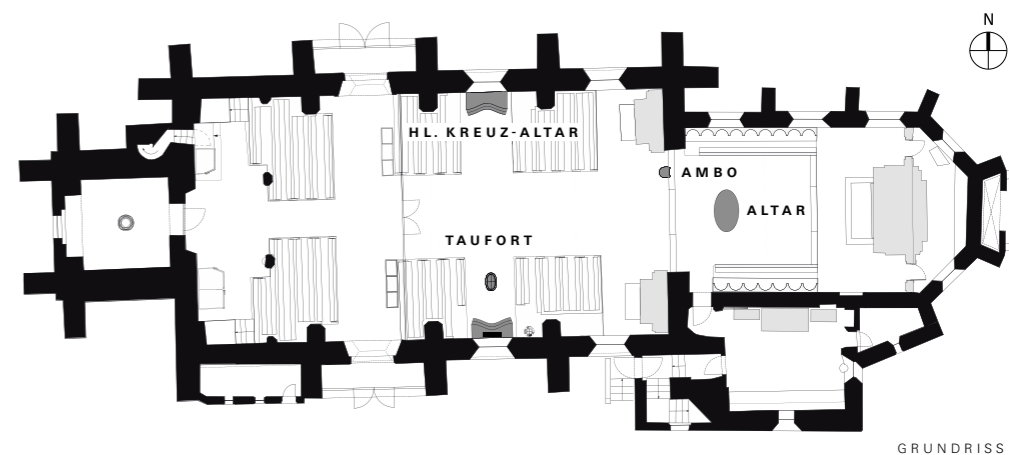 N
HL. KREUZ-ALTAR
AMBO
ALTAR
TAUFORT
GRUNDRISS